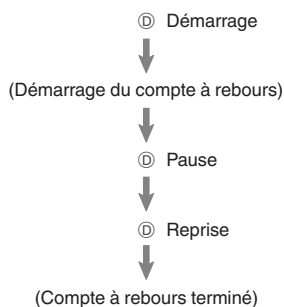 Ⓓ Démarrage
(Démarrage du compte à rebours)
Ⓓ Pause
Ⓓ Reprise
(Compte à rebours terminé)